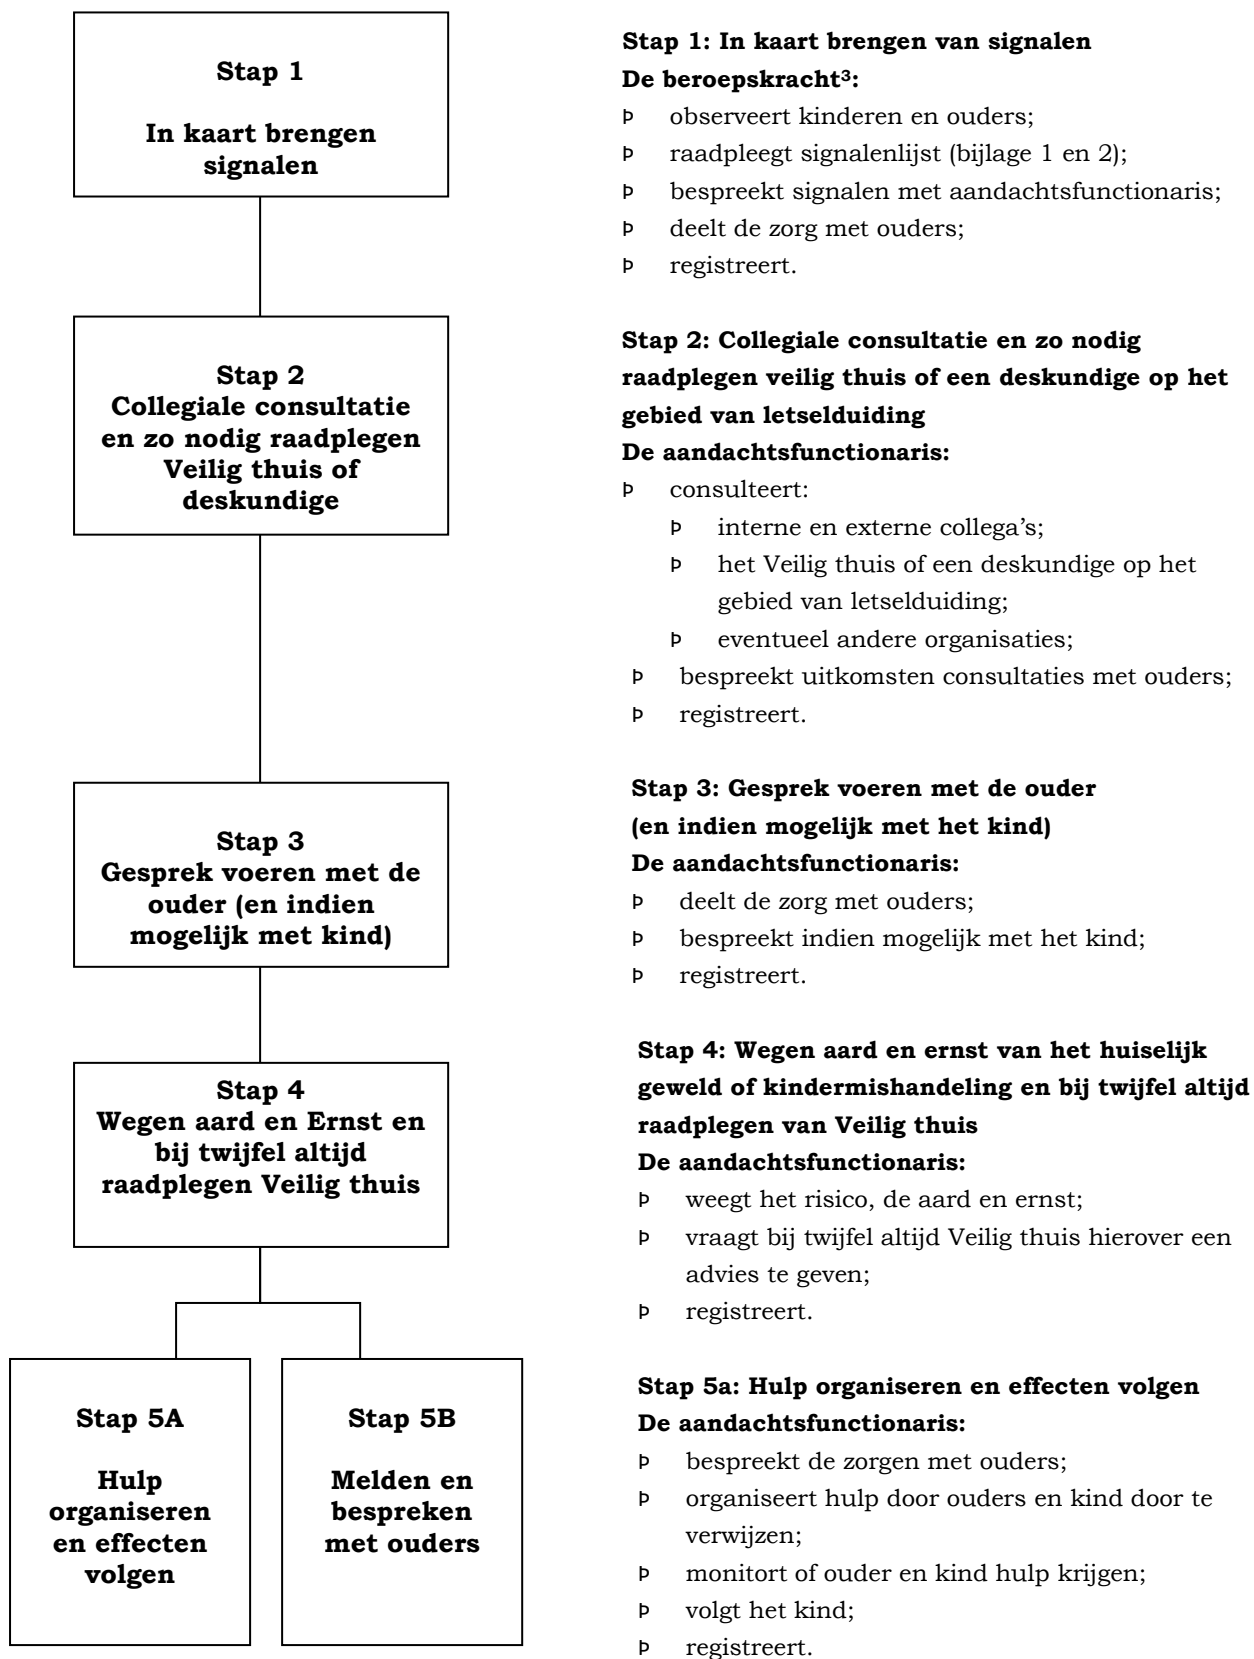 Stap 1
In kaart brengen
signalen
Stap 2
Collegiale consultatie
en zo nodig raadplegen
Veilig thuis of
deskundige
Stap 3
Gesprek voeren met de
ouder (en indien
mogelijk met kind)
Stap 4
Wegen aard en Ernst en
bij twijfel altijd
raadplegen Veilig thuis
Stap 5A
Hulp
organiseren
en effecten
volgen
Stap 5B
Melden en
bespreken
met ouders
Stap 1: In kaart brengen van signalen
De beroepskracht³:
Þ observeert kinderen en ouders;
Þ raadpleegt signalenlijst (bijlage 1 en 2);
Þ bespreekt signalen met aandachtsfunctionaris;
Þ deelt de zorg met ouders;
Þ registreert.
Stap 2: Collegiale consultatie en zo nodig
raadplegen veilig thuis of een deskundige op het
gebied van letselduiding
De aandachtsfunctionaris:
Þ consulteert:
Þ interne en externe collega’s;
Þ het Veilig thuis of een deskundige op het
gebied van letselduiding;
Þ eventueel andere organisaties;
Þ bespreekt uitkomsten consultaties met ouders;
Þ registreert.
Stap 3: Gesprek voeren met de ouder
(en indien mogelijk met het kind)
De aandachtsfunctionaris:
Þ deelt de zorg met ouders;
Þ bespreekt indien mogelijk met het kind;
Þ registreert.
Stap 4: Wegen aard en ernst van het huiselijk
geweld of kindermishandeling en bij twijfel altijd
raadplegen van Veilig thuis
De aandachtsfunctionaris:
Þ weegt het risico, de aard en ernst;
Þ vraagt bij twijfel altijd Veilig thuis hierover een
advies te geven;
Þ registreert.
Stap 5a: Hulp organiseren en effecten volgen
De aandachtsfunctionaris:
Þ bespreekt de zorgen met ouders;
Þ organiseert hulp door ouders en kind door te
verwijzen;
Þ monitort of ouder en kind hulp krijgen;
Þ volgt het kind;
Þ registreert.